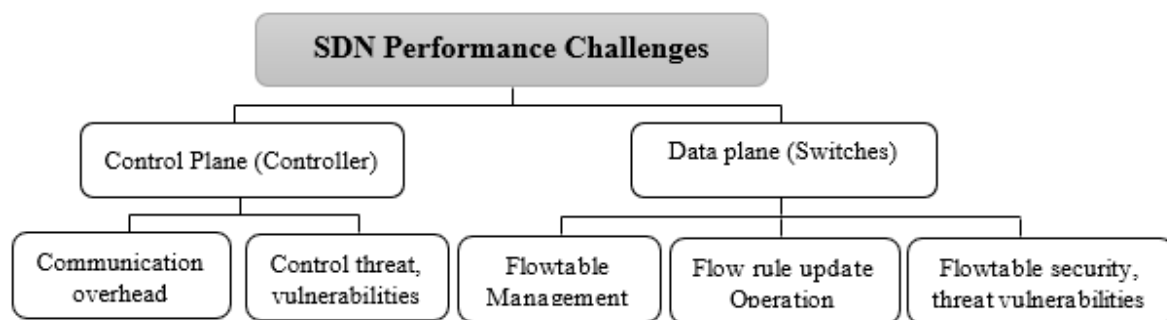 SDN Performance Challenges
Control Plane (Controller)
Data plane (Switches)
Communication
overhead
Control threat,
vulnerabilities
Flowtable
Management
Flow rule update
Operation
Flowtable security,
threat vulnerabilities